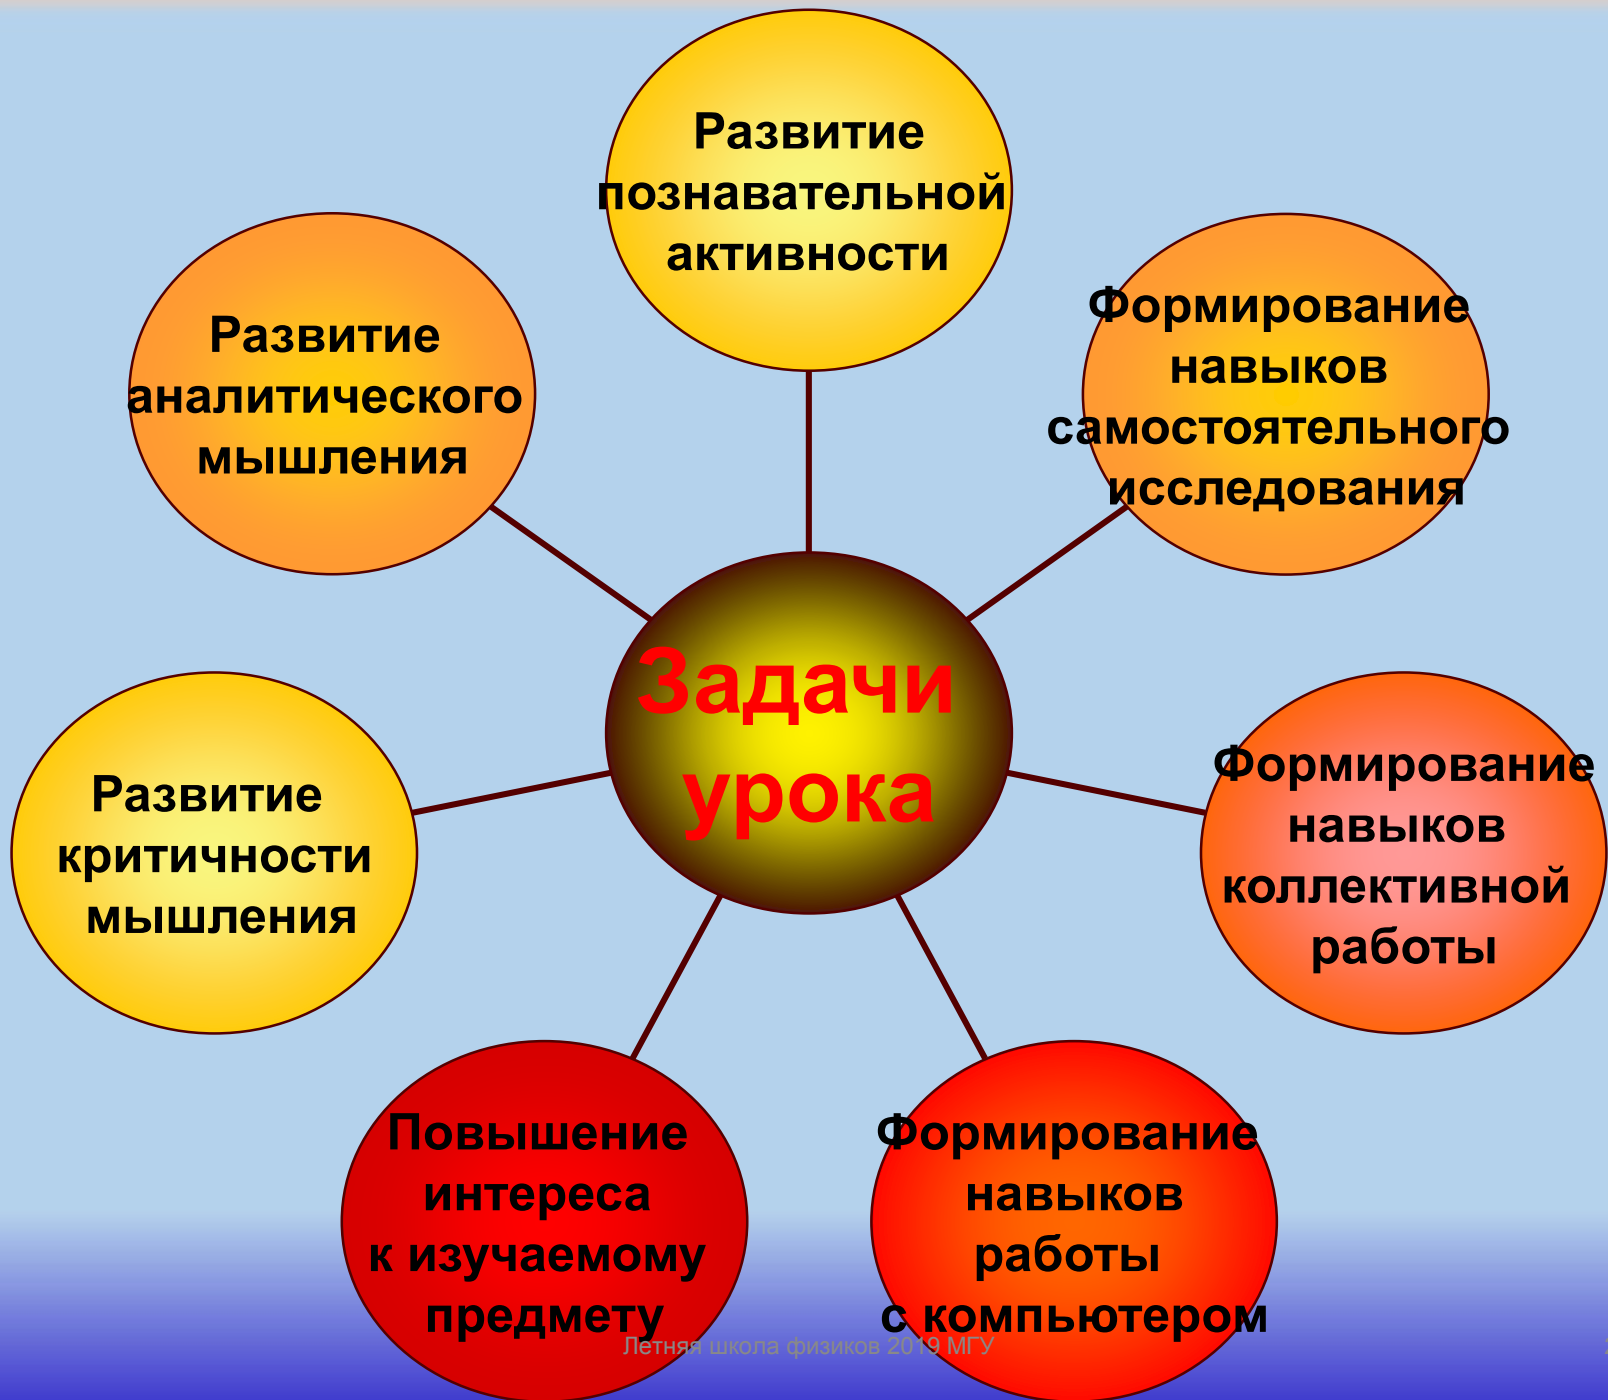 Развитие
познавательной
активности
Развитие
аналитического
мышления
Формирование
навыков
самостоятельного
исследования
Задачи
урока
Развитие
критичности
мышления
Формирование
навыков
коллективной
работы
Повышение
интереса
к изучаемому
предмету
Формирование
навыков
работы
с компьютером
Летняя школа физиков 2019 МГУ